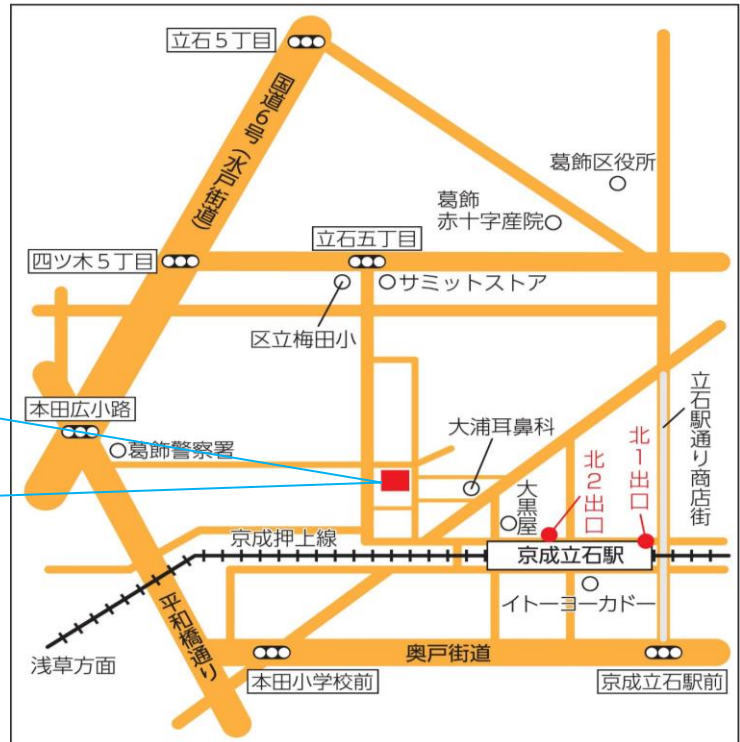 立石5丁目
国道6号（水戸街道）
葛飾区役所
葛飾
赤十字産院
立石五丁目
四ツ木5丁目
サミットストア
区立梅田小
本田広小路
葛飾警察署
大浦耳鼻科
立石駅通り商店街
北1出口
北2出口
大黒屋
京成押上線
京成立石駅
イトーヨーカドー
平和橋通り
浅草方面
奥戸街道
本田小学校前
京成立石駅前